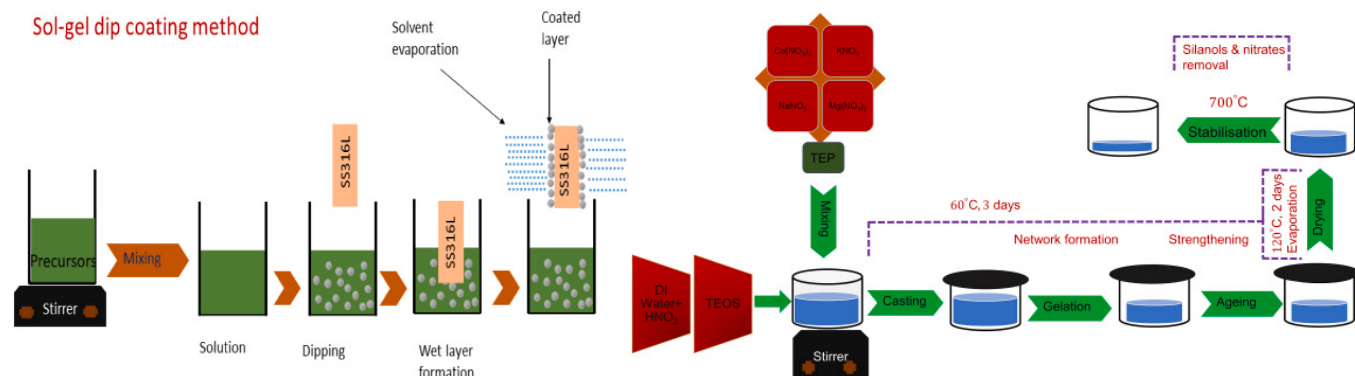 Sol-gel dip coating method
Solvent
evaporation
Coated
layer
SS316L
SS316L
SS316L
Precursors
Mixing
Stirrer
Solution
Dipping
Wet layer
formation
Ca(NO₃)₂
KNO₃
NaNO₃
Mg(NO₃)₂
TEP
Mixing
DI
Water+
HNO₃
TEOS
Stirrer
Casting
60°C, 3 days
Network formation
Strengthening
Gelation
Ageing
120°C, 2 days
Evaporation
Drying
Silanols & nitrates
removal
700°C
Stabilisation